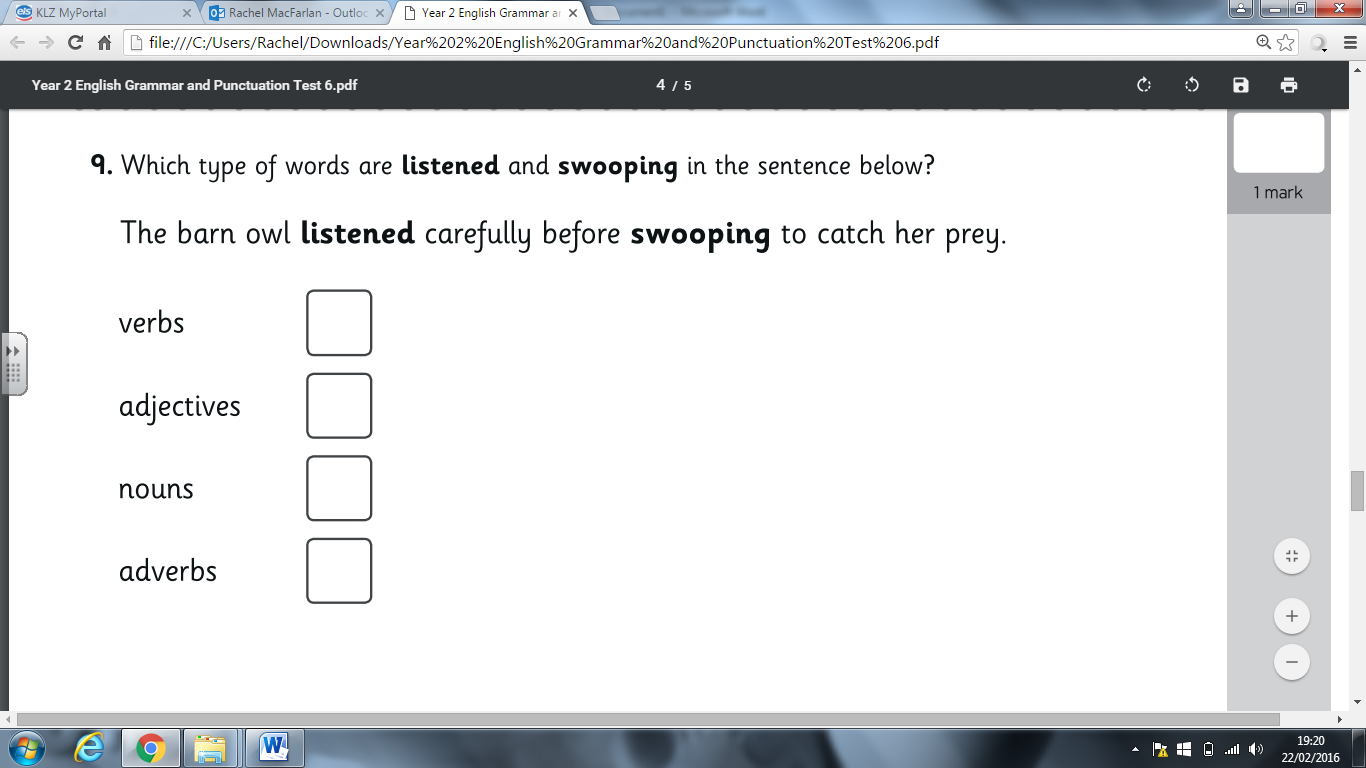 KLZ MyPortal
Rachel MacFarlan - Outloo
Year 2 English Grammar a
file:///C:/Users/Rachel/Downloads/Year%202%20English%20Grammar%20and%20Punctuation%20Test%206.pdf
Year 2 English Grammar and Punctuation Test 6.pdf
4 / 5
9. Which type of words are listened and swooping in the sentence below?
1 mark
The barn owl listened carefully before swooping to catch her prey.
verbs
adjectives
nouns
adverbs
19:20
22/02/2016